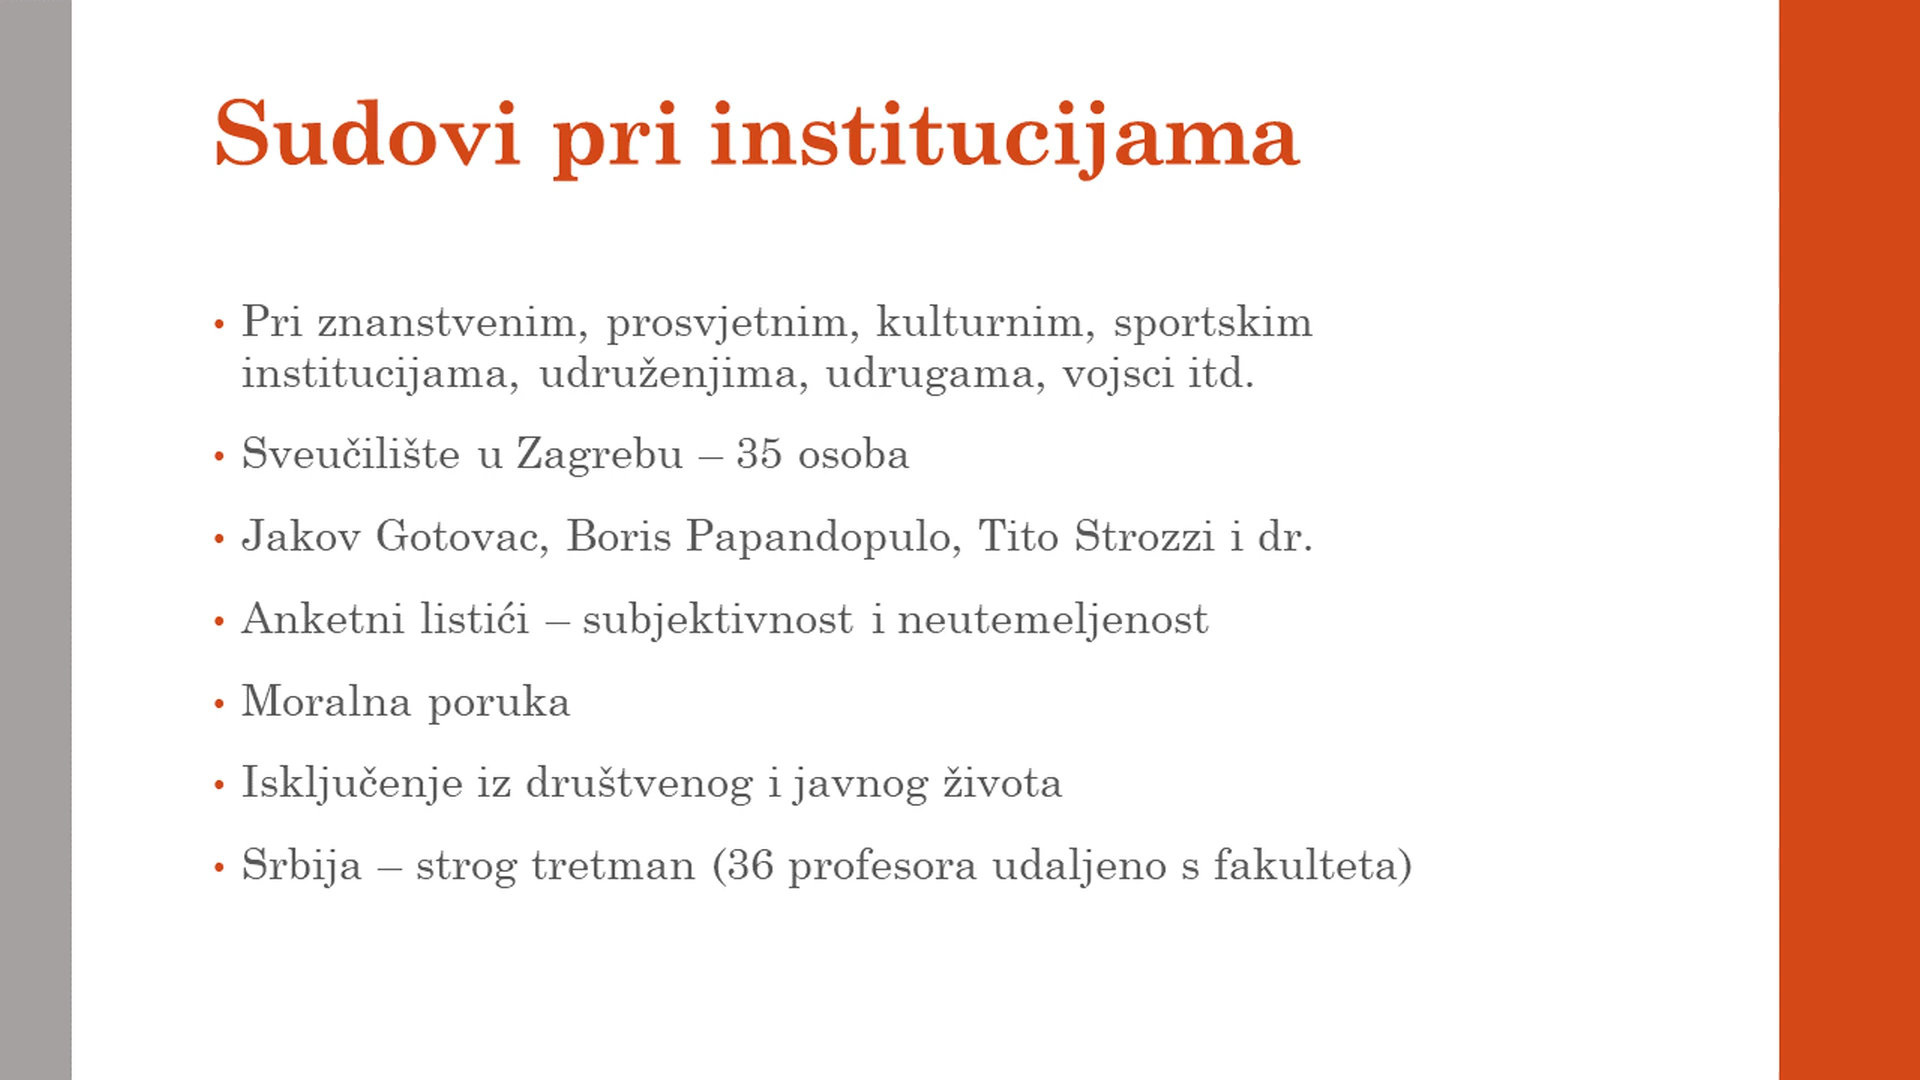 Sudovi pri institucijama
• Pri znanstvenim, prosvjetnim, kulturnim, sportskim
institucijama, udruženjima, udrugama, vojsci itd.
• Sveučilište u Zagrebu – 35 osoba
• Jakov Gotovac, Boris Papandopulo, Tito Strozzi i dr.
• Anketni listići – subjektivnost i neutemeljenost
• Moralna poruka
• Isključenje iz društvenog i javnog života
• Srbija – strog tretman (36 profesora udaljeno s fakulteta)